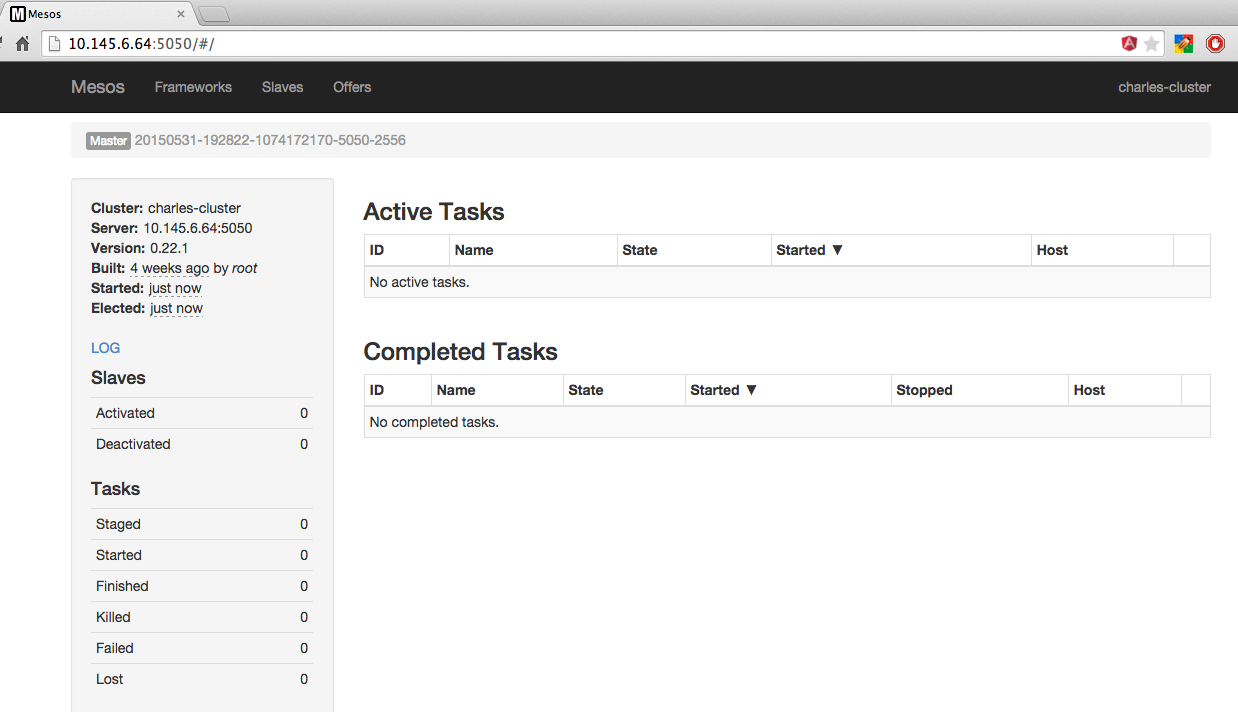 Mesos
10.145.6.64:5050/#/
Mesos Frameworks Slaves Offers charles-cluster
Master 20150531-192822-1074172170-5050-2556
Cluster: charles-cluster
Server: 10.145.6.64:5050
Version: 0.22.1
Built: 4 weeks ago by root
Started: just now
Elected: just now
LOG
Slaves
Activated 0
Deactivated 0
Tasks
Staged 0
Started 0
Finished 0
Killed 0
Failed 0
Lost 0
Active Tasks
ID Name State Started ▼ Host
No active tasks.
Completed Tasks
ID Name State Started ▼ Stopped Host
No completed tasks.